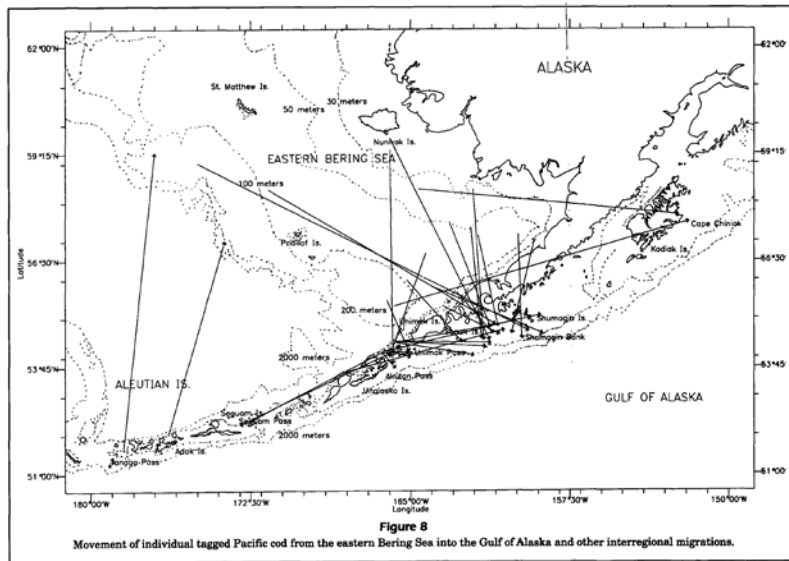 62°00'N
62°00'N
ALASKA
St. Matthew Is.
30 meters
50 meters
Nunivak Is.
59°15'N
EASTERN BERING SEA
59°15'N
100 meters
Cape Chiniak
Pribilof Is.
Kodiak Is.
56°30'N
56°30'N
Latitude
200 meters
Unimak Is.
Shumagin Is.
Shumagin Bank
Unimak Pass
53°45'N
53°45'N
ALEUTIAN IS.
Akutan Pass
Unalaska Is.
GULF OF ALASKA
Seguam Is.
Seguam Pass
2000 meters
2000 meters
Adak Is.
Tanaga Pass
51°00'N
51°00'N
180°00'W
172°30'W
165°00'W
157°30'W
150°00'W
Longitude
Figure 8
Movement of individual tagged Pacific cod from the eastern Bering Sea into the Gulf of Alaska and other interregional migrations.